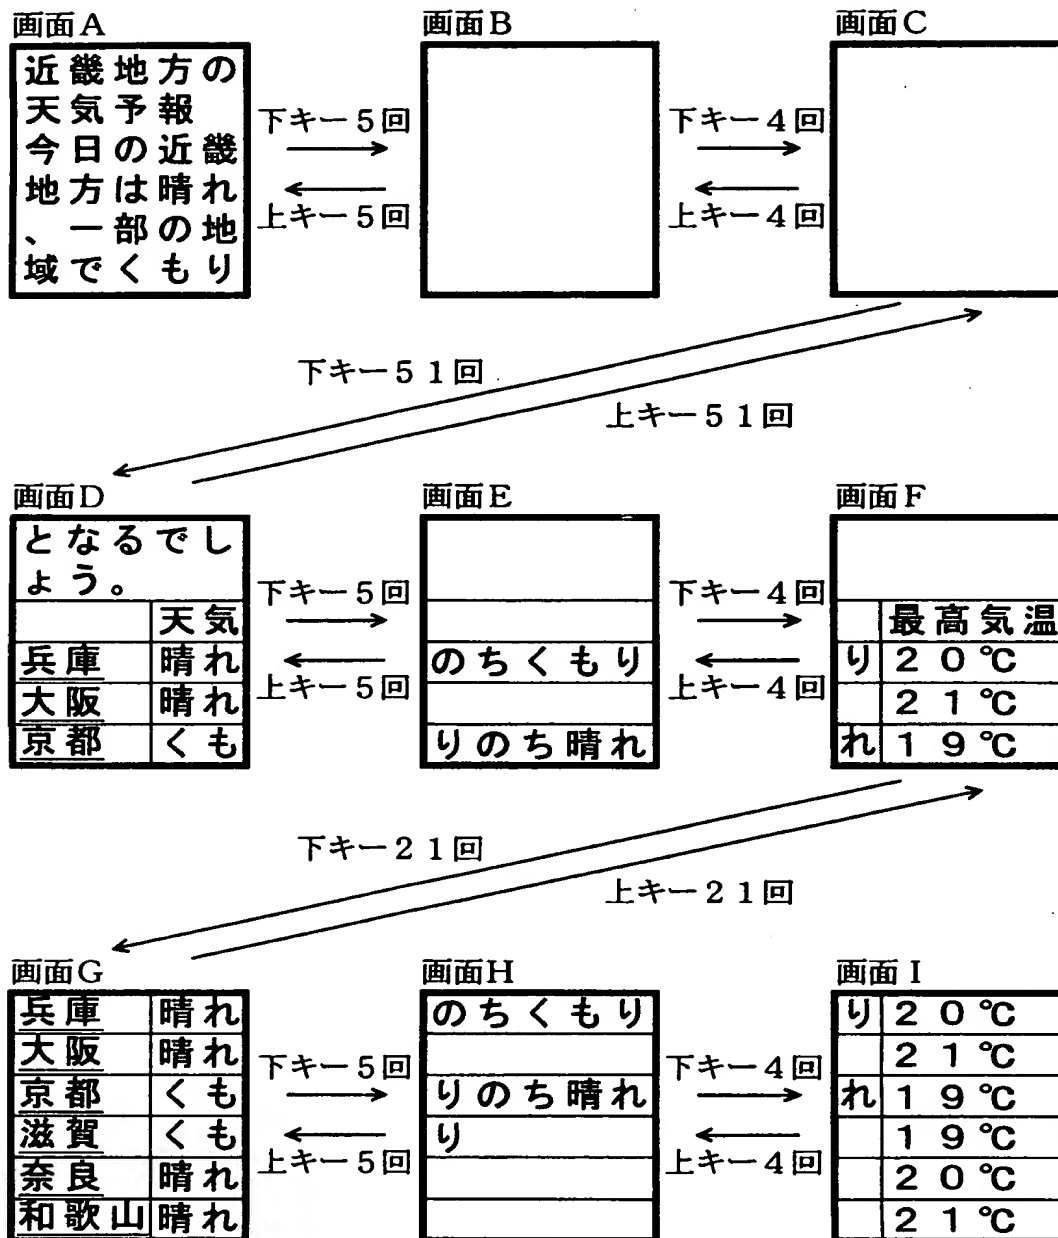 画面A
画面B
画面C
近畿地方の
天気予報
今日の近畿
地方は晴れ
、一部の地
域でくもり
下キー5回
上キー5回
下キー4回
上キー4回
下キー51回
上キー51回
画面D
画面E
画面F
となるでし
ょう。
天気
兵庫 晴れ
大阪 晴れ
京都 くも
下キー5回
上キー5回
のちくもり
りのち晴れ
下キー4回
上キー4回
最高気温
り 20℃
21℃
れ 19℃
下キー21回
上キー21回
画面G
画面H
画面I
兵庫 晴れ
大阪 晴れ
京都 くも
滋賀 くも
奈良 晴れ
和歌山 晴れ
下キー5回
上キー5回
のちくもり
りのち晴れ
り
下キー4回
上キー4回
り 20℃
21℃
れ 19℃
19℃
20℃
21℃